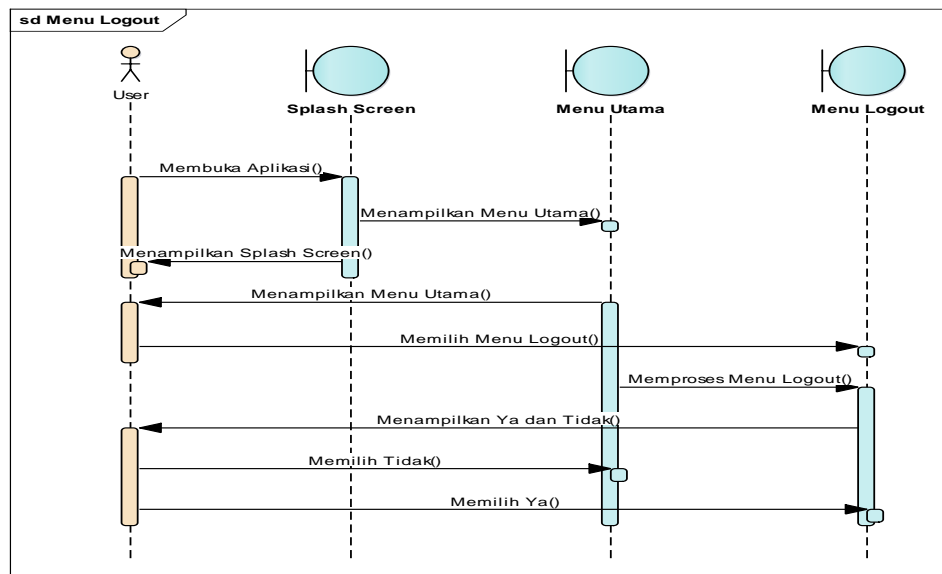 sd Menu Logout
User
Splash Screen
Menu Utama
Menu Logout
Membuka Aplikasi()
Menampilkan Menu Utama()
Menampilkan Splash Screen()
Menampilkan Menu Utama()
Memilih Menu Logout()
Memproses Menu Logout()
Menampilkan Ya dan Tidak()
Memilih Tidak()
Memilih Ya()